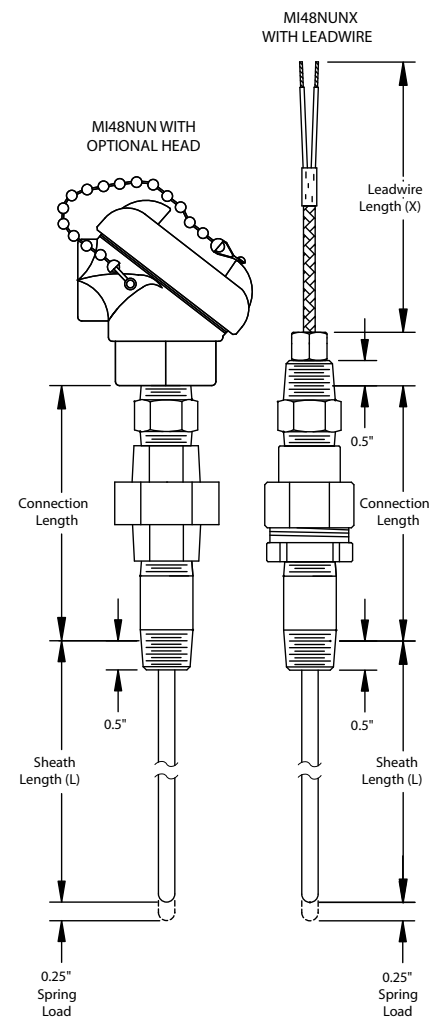 MI48NUNX
WITH LEADWIRE
MI48NUN WITH
OPTIONAL HEAD
Leadwire
Length (X)
0.5"
Connection
Length
Connection
Length
0.5"
0.5"
Sheath
Length (L)
Sheath
Length (L)
0.25"
Spring
Load
0.25"
Spring
Load